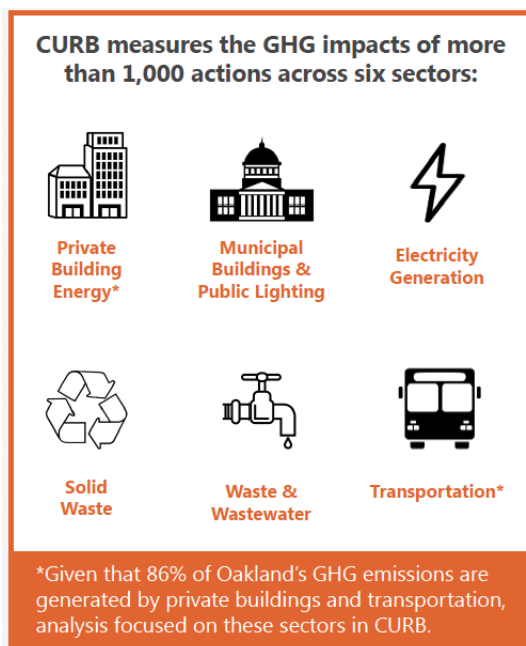 CURB measures the GHG impacts of more
than 1,000 actions across six sectors:
Private
Building
Energy*
Municipal
Buildings &
Public Lighting
Electricity
Generation
Solid
Waste
Waste &
Wastewater
Transportation*
*Given that 86% of Oakland's GHG emissions are
generated by private buildings and transportation,
analysis focused on these sectors in CURB.